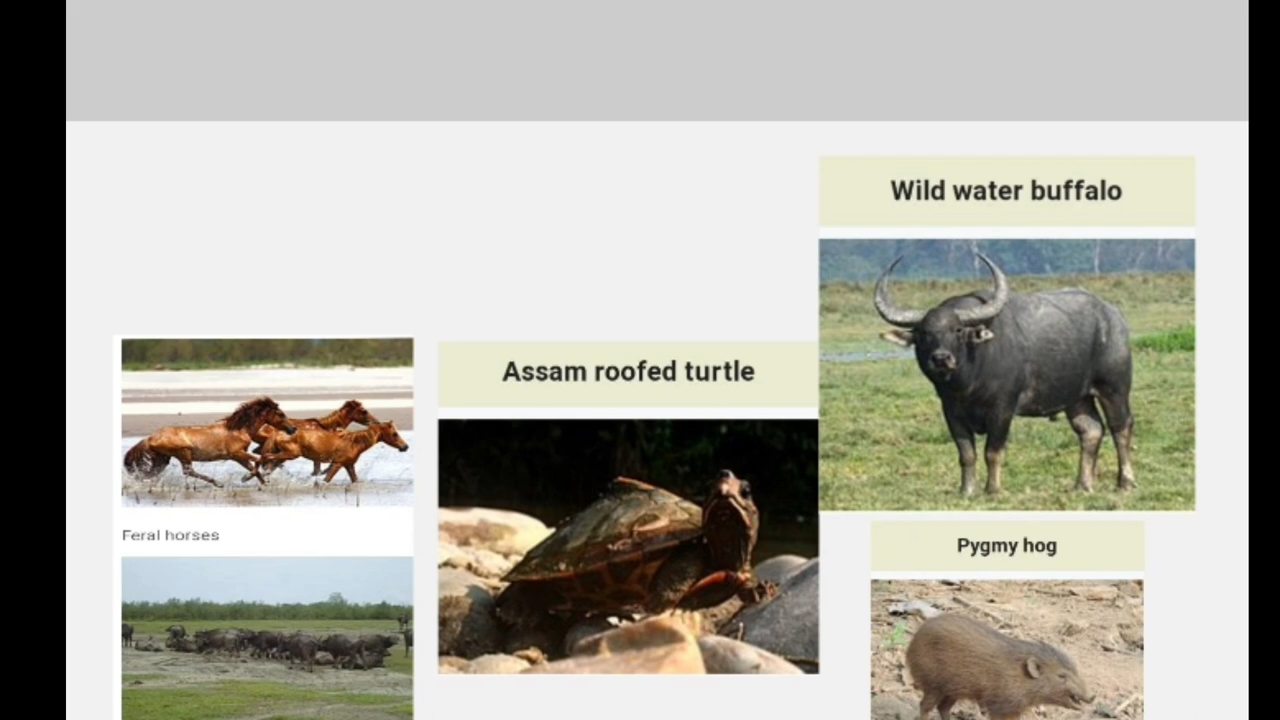 Wild water buffalo
Assam roofed turtle
Feral horses
Pygmy hog